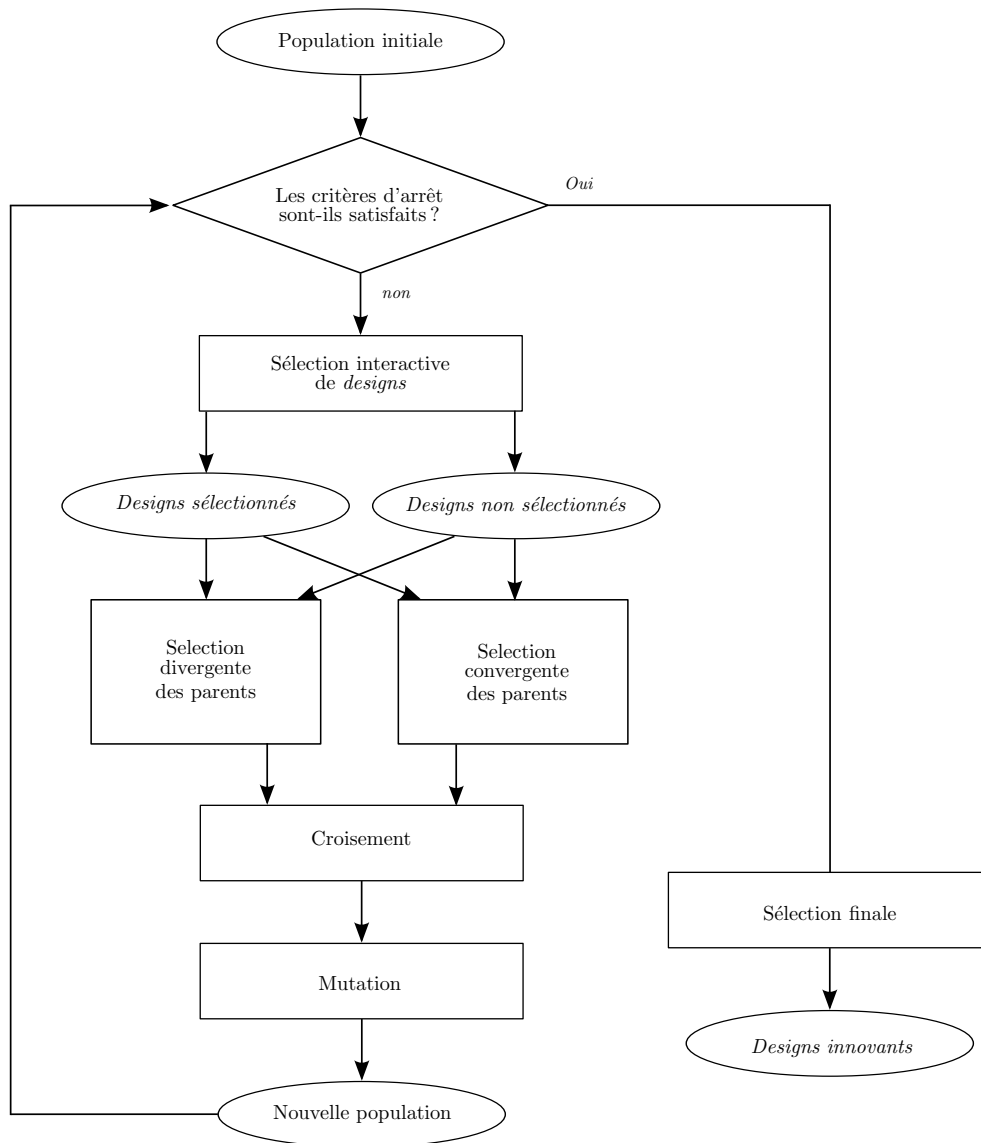 Population initiale
Oui
Les critères d'arrêt
sont-ils satisfaits ?
non
Sélection interactive
de designs
Designs sélectionnés
Designs non sélectionnés
Selection
divergente
des parents
Selection
convergente
des parents
Croisement
Sélection finale
Mutation
Designs innovants
Nouvelle population